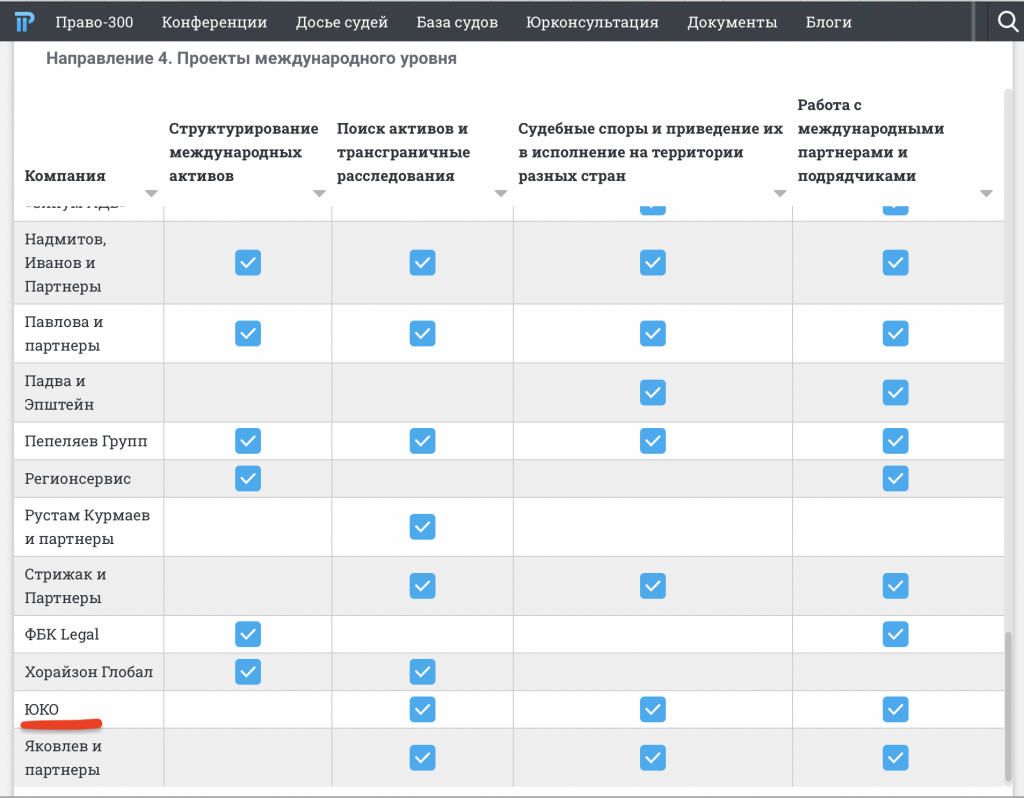 Право-300 Конференции Досье судей База судов Юрконсультация Документы Блоги
Направление 4. Проекты международного уровня
Компания
Структурирование
международных
активов
Поиск активов и
трансграничные
расследования
Судебные споры и приведение их
в исполнение на территории
разных стран
Работа с
международными
партнерами и
подрядчиками
Надмитов,
Иванов и
Партнеры
Павлова и
партнеры
Падва и
Эпштейн
Пепеляев Групп
Регионсервис
Рустам Курмаев
и партнеры
Стрижак и
Партнеры
ФБК Legal
Хорайзон Глобал
ЮКО
Яковлев и
партнеры